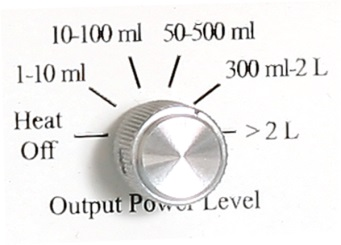 10-100 ml 50-500 ml
1-10 ml 300 ml-2 L
Heat
Off
> 2 L
Output Power Level